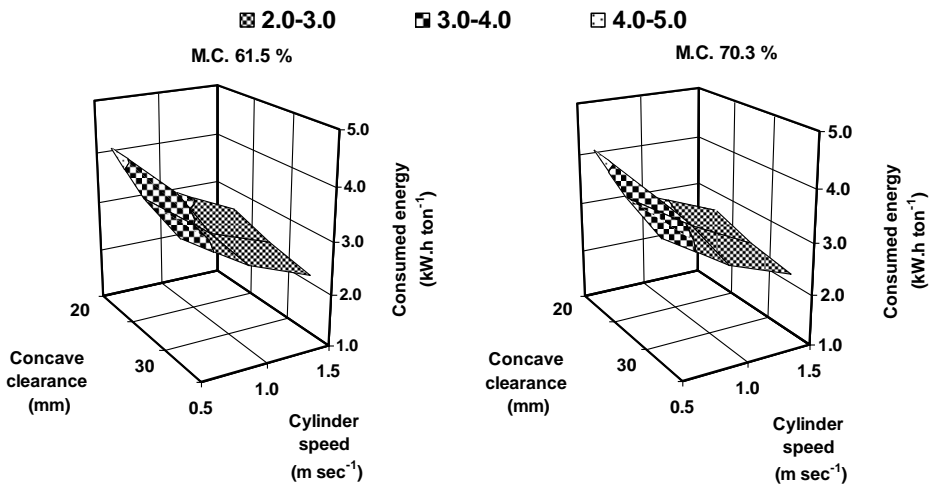 2.0-3.0 3.0-4.0 4.0-5.0
M.C. 61.5 %
5.0
4.0
3.0
2.0
1.0
Consumed energy
(kW.h ton⁻¹)
20
30
Concave
clearance
(mm)
0.5
1.0
1.5
Cylinder
speed
(m sec⁻¹)
M.C. 70.3 %
5.0
4.0
3.0
2.0
1.0
Consumed energy
(kW.h ton⁻¹)
20
30
Concave
clearance
(mm)
0.5
1.0
1.5
Cylinder
speed
(m sec⁻¹)